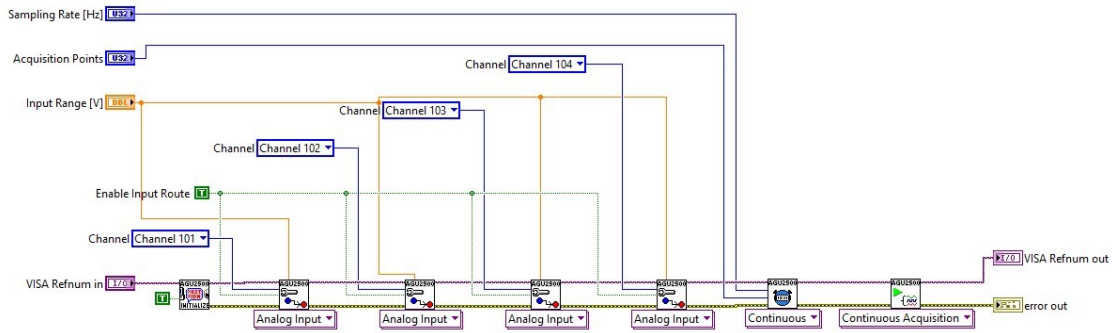 Sampling Rate [Hz] U32
Acquisition Points U32
Channel Channel 104
Input Range [V] DBL
Channel Channel 103
Channel Channel 102
Enable Input Route T
Channel Channel 101
VISA Refnum in I/O
I/O VISA Refnum out
T
INITIALIZE
AGU2500
AGU2500
AGU2500
AGU2500
AGU2500
AGU2500
AGU2500
error out
Analog Input
Analog Input
Analog Input
Analog Input
Continuous
Continuous Acquisition